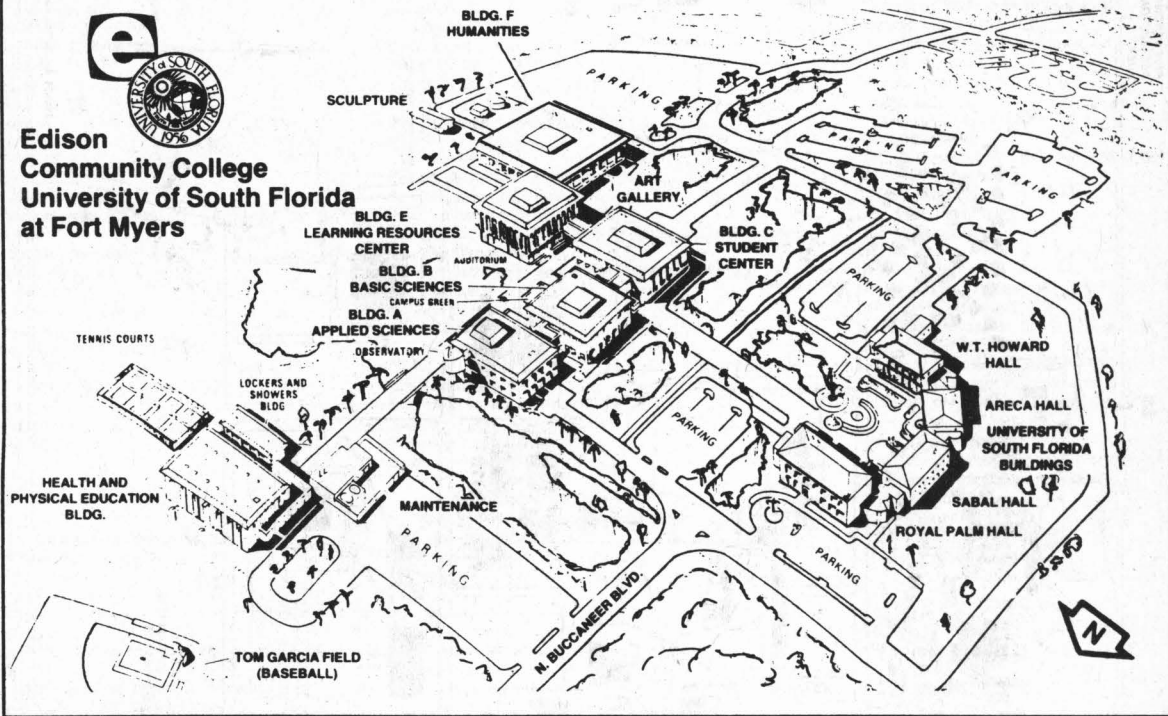 e
UNIVERSITY of SOUTH FLORIDA
1956
Edison
Community College
University of South Florida
at Fort Myers
BLDG. F
HUMANITIES
SCULPTURE
PARKING
PARKING
PARKING
ART
GALLERY
BLDG. E
LEARNING RESOURCES
CENTER
AUDITORIUM
BLDG. C
STUDENT
CENTER
BLDG. B
BASIC SCIENCES
CAMPUS GREEN
PARKING
BLDG. A
APPLIED SCIENCES
OBSERVATORY
TENNIS COURTS
LOCKERS AND
SHOWERS
BLDG
W.T. HOWARD
HALL
ARECA HALL
UNIVERSITY OF
SOUTH FLORIDA
BUILDINGS
PARKING
SABAL HALL
ROYAL PALM HALL
HEALTH AND
PHYSICAL EDUCATION
BLDG.
MAINTENANCE
PARKING
PARKING
N. BUCCANEER BLVD.
N
TOM GARCIA FIELD
(BASEBALL)